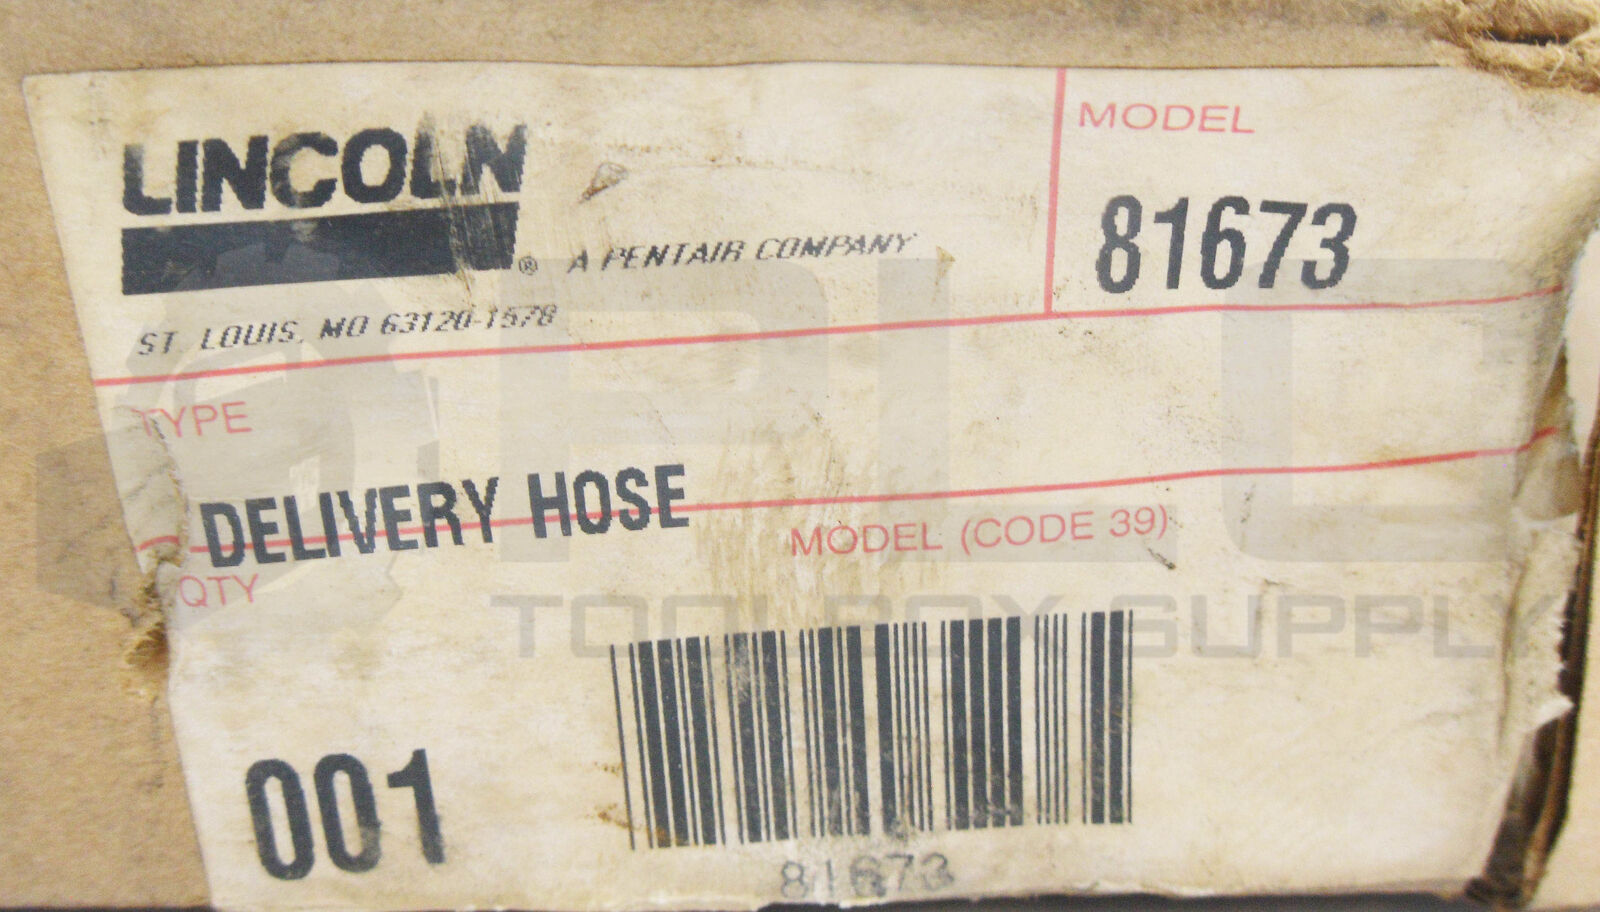 LINCOLN
® A PENTAIR COMPANY
ST. LOUIS, MO 63120-1578
MODEL
81673
TYPE
DELIVERY HOSE
MODEL (CODE 39)
QTY
001
81673
PLC
TOOLBOX SUPPLY